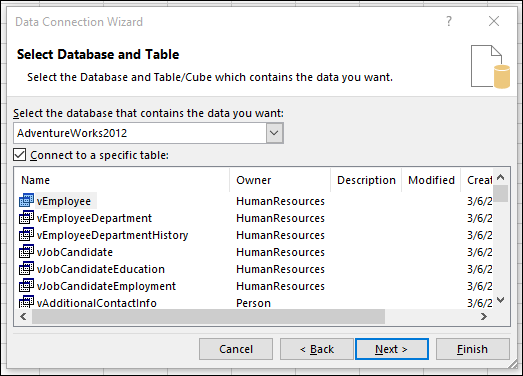 Data Connection Wizard
Select Database and Table
Select the Database and Table/Cube which contains the data you want.
Select the database that contains the data you want:
AdventureWorks2012
Connect to a specific table:
Name Owner Description Modified Creat
vEmployee HumanResources 3/6/2
vEmployeeDepartment HumanResources 3/6/2
vEmployeeDepartmentHistory HumanResources 3/6/2
vJobCandidate HumanResources 3/6/2
vJobCandidateEducation HumanResources 3/6/2
vJobCandidateEmployment HumanResources 3/6/2
vAdditionalContactInfo Person 3/6/2
Cancel < Back Next > Finish